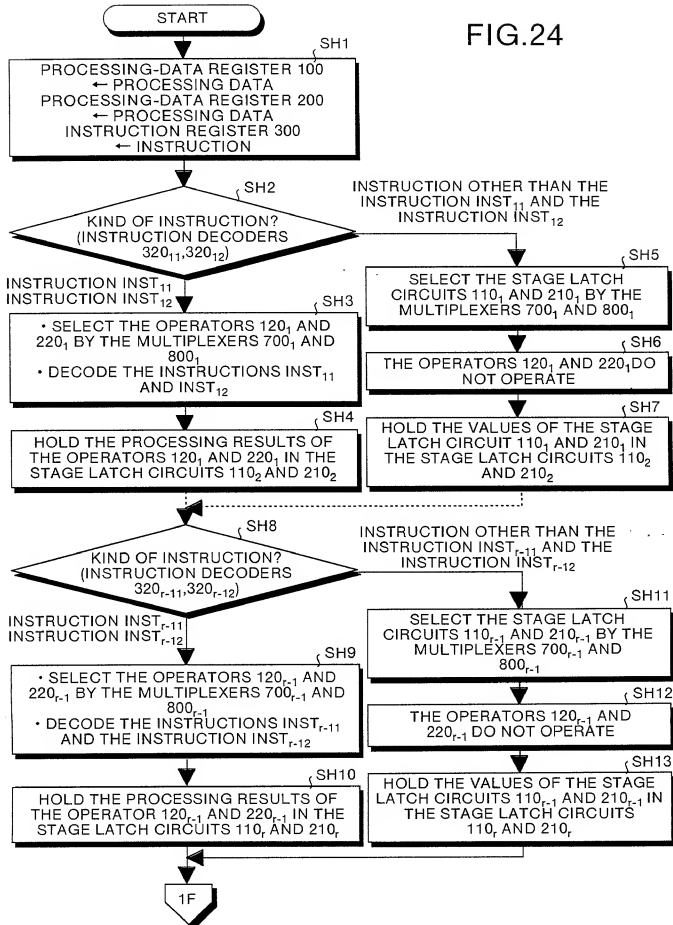 START
FIG.24
SH1
PROCESSING-DATA REGISTER 100
← PROCESSING DATA
PROCESSING-DATA REGISTER 200
← PROCESSING DATA
INSTRUCTION REGISTER 300
← INSTRUCTION
SH2
KIND OF INSTRUCTION?
(INSTRUCTION DECODERS
320₁₁,320₁₂)
INSTRUCTION OTHER THAN THE
INSTRUCTION INST₁₁ AND THE
INSTRUCTION INST₁₂
INSTRUCTION INST₁₁
INSTRUCTION INST₁₂
SH3
• SELECT THE OPERATORS 120₁ AND
220₁ BY THE MULTIPLEXERS 700₁ AND
800₁
• DECODE THE INSTRUCTIONS INST₁₁
AND INST₁₂
SH4
HOLD THE PROCESSING RESULTS OF
THE OPERATORS 120₁ AND 220₁ IN THE
STAGE LATCH CIRCUITS 110₂ AND 210₂
SH5
SELECT THE STAGE LATCH
CIRCUITS 110₁ AND 210₁ BY THE
MULTIPLEXERS 700₁ AND 800₁
SH6
THE OPERATORS 120₁ AND 220₁DO
NOT OPERATE
SH7
HOLD THE VALUES OF THE STAGE
LATCH CIRCUIT 110₁ AND 210₁ IN
THE STAGE LATCH CIRCUITS 110₂
AND 210₂
SH8
KIND OF INSTRUCTION?
(INSTRUCTION DECODERS
320ᵣ₋₁₁,320ᵣ₋₁₂)
INSTRUCTION OTHER THAN THE
INSTRUCTION INSTᵣ₋₁₁ AND THE
INSTRUCTION INSTᵣ₋₁₂
INSTRUCTION INSTᵣ₋₁₁
INSTRUCTION INSTᵣ₋₁₂
SH9
• SELECT THE OPERATORS 120ᵣ₋₁ AND
220ᵣ₋₁ BY THE MULTIPLEXERS 700ᵣ₋₁ AND
800ᵣ₋₁
• DECODE THE INSTRUCTIONS INSTᵣ₋₁₁
AND THE INSTRUCTION INSTᵣ₋₁₂
SH10
HOLD THE PROCESSING RESULTS OF
THE OPERATOR 120ᵣ₋₁ AND 220ᵣ₋₁ IN THE
STAGE LATCH CIRCUITS 110ᵣ AND 210ᵣ
SH11
SELECT THE STAGE LATCH
CIRCUITS 110ᵣ₋₁ AND 210ᵣ₋₁ BY THE
MULTIPLEXERS 700ᵣ₋₁ AND
800ᵣ₋₁
SH12
THE OPERATORS 120ᵣ₋₁ AND
220ᵣ₋₁ DO NOT OPERATE
SH13
HOLD THE VALUES OF THE STAGE
LATCH CIRCUITS 110ᵣ₋₁ AND 210ᵣ₋₁ IN
THE STAGE LATCH CIRCUITS
110ᵣ AND 210ᵣ
1F